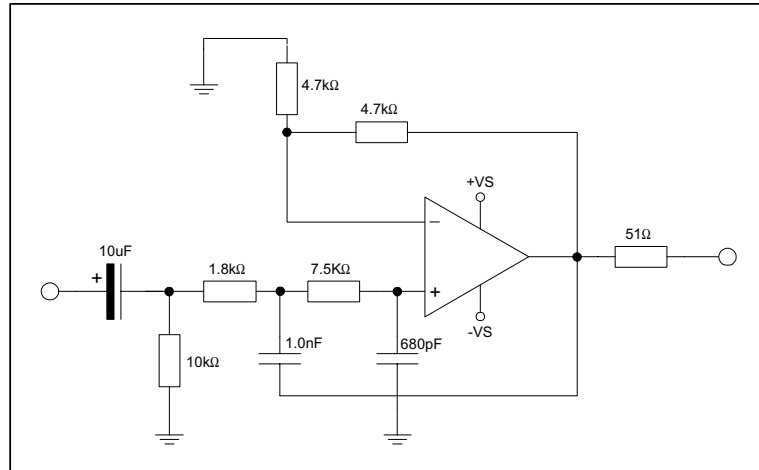 4.7kΩ
4.7kΩ
+VS
−
51Ω
10uF
+
1.8kΩ
7.5KΩ
+
-VS
1.0nF
680pF
10kΩ